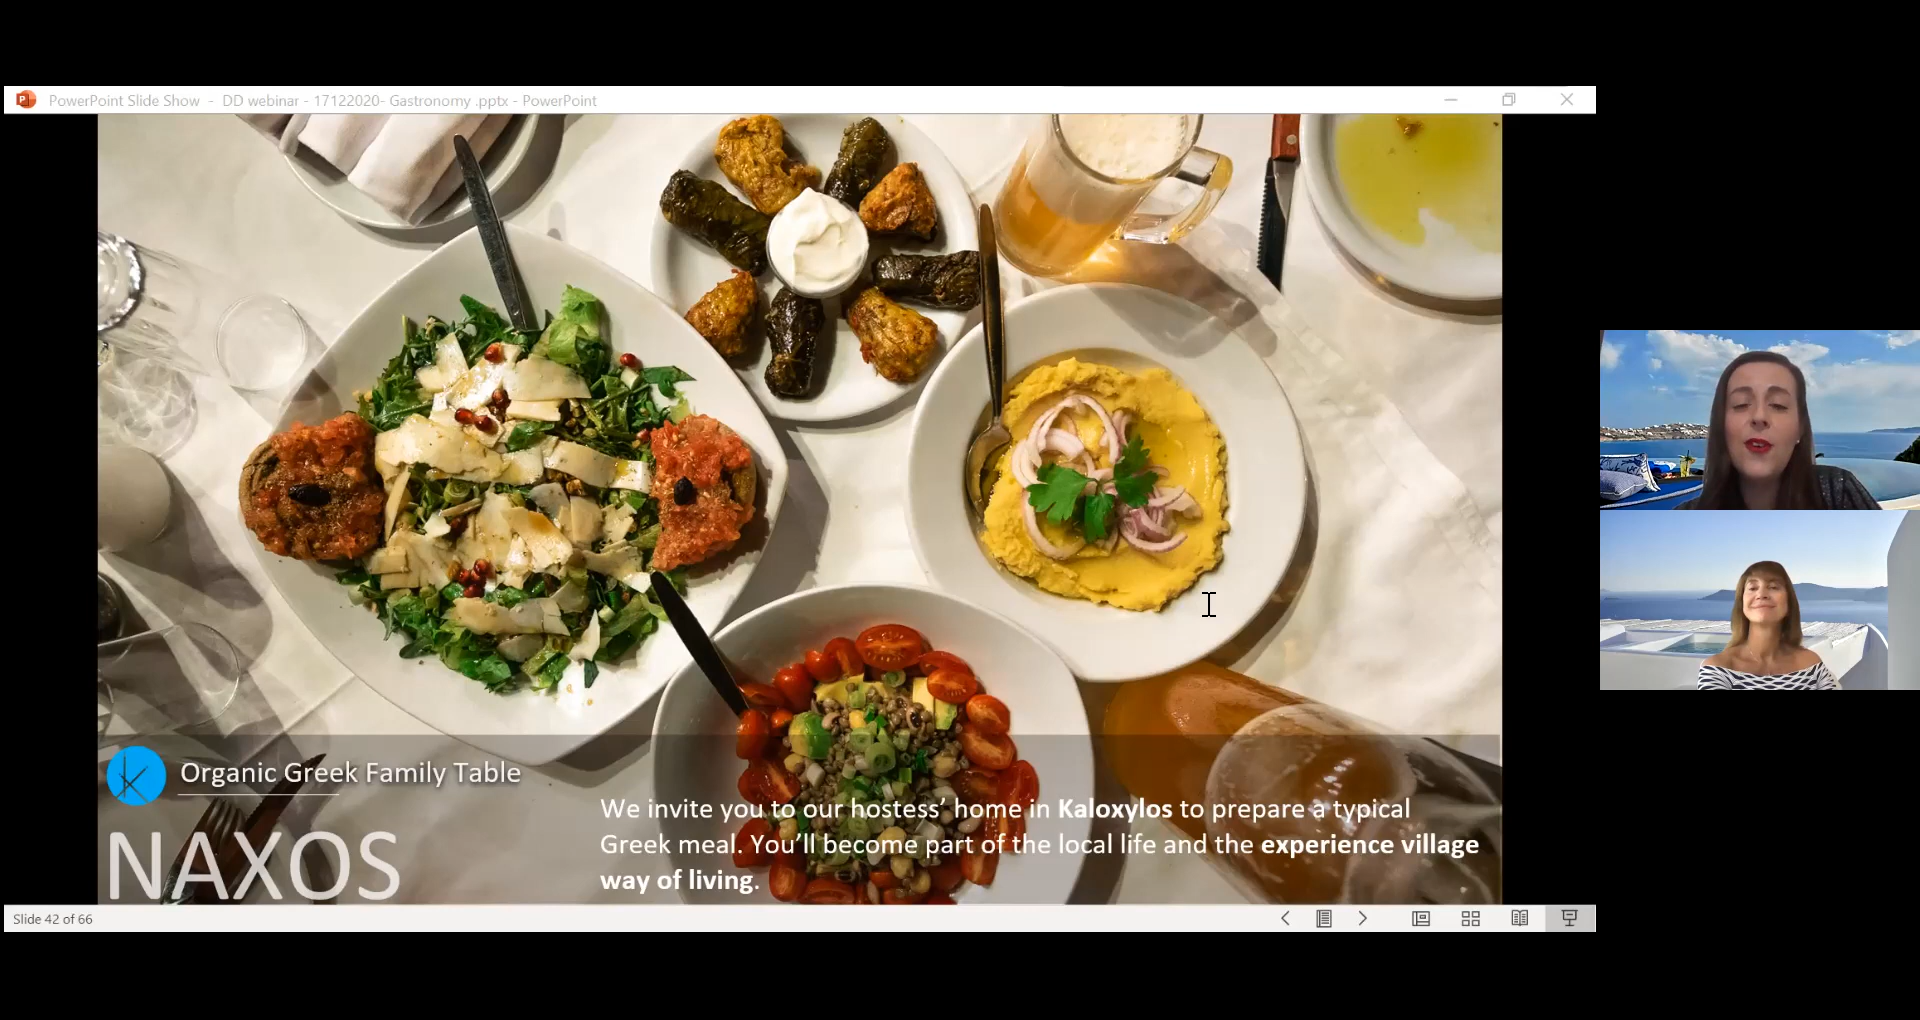 PowerPoint Slide Show - DD webinar - 17122020- Gastronomy .pptx - PowerPoint
Organic Greek Family Table
NAXOS
We invite you to our hostess’ home in Kaloxylos to prepare a typical
Greek meal. You’ll become part of the local life and the experience village
way of living.
Slide 42 of 66